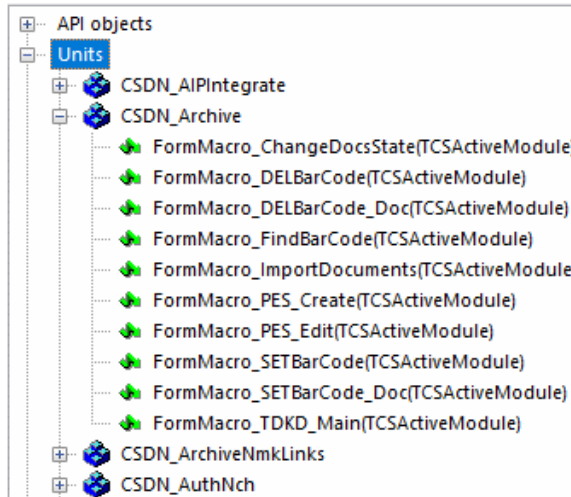 API objects
Units
CSDN_AIPIntegrate
CSDN_Archive
FormMacro_ChangeDocsState(TCSActiveModule)
FormMacro_DELBarCode(TCSActiveModule)
FormMacro_DELBarCode_Doc(TCSActiveModule)
FormMacro_FindBarCode(TCSActiveModule)
FormMacro_ImportDocuments(TCSActiveModule
FormMacro_PES_Create(TCSActiveModule)
FormMacro_PES_Edit(TCSActiveModule)
FormMacro_SETBarCode(TCSActiveModule)
FormMacro_SETBarCode_Doc(TCSActiveModule)
FormMacro_TDKD_Main(TCSActiveModule)
CSDN_ArchiveNmkLinks
CSDN_AuthNch